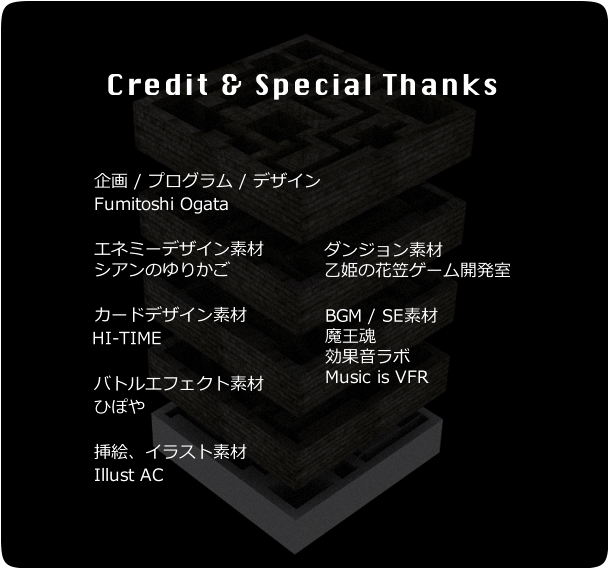 Credit & Special Thanks
企画 / プログラム / デザイン
Fumitoshi Ogata
エネミーデザイン素材
シアンのゆりかご
カードデザイン素材
HI-TIME
バトルエフェクト素材
ぴぽや
挿絵、イラスト素材
Illust AC
ダンジョン素材
乙姫の花笠ゲーム開発室
BGM / SE素材
魔王魂
効果音ラボ
Music is VFR